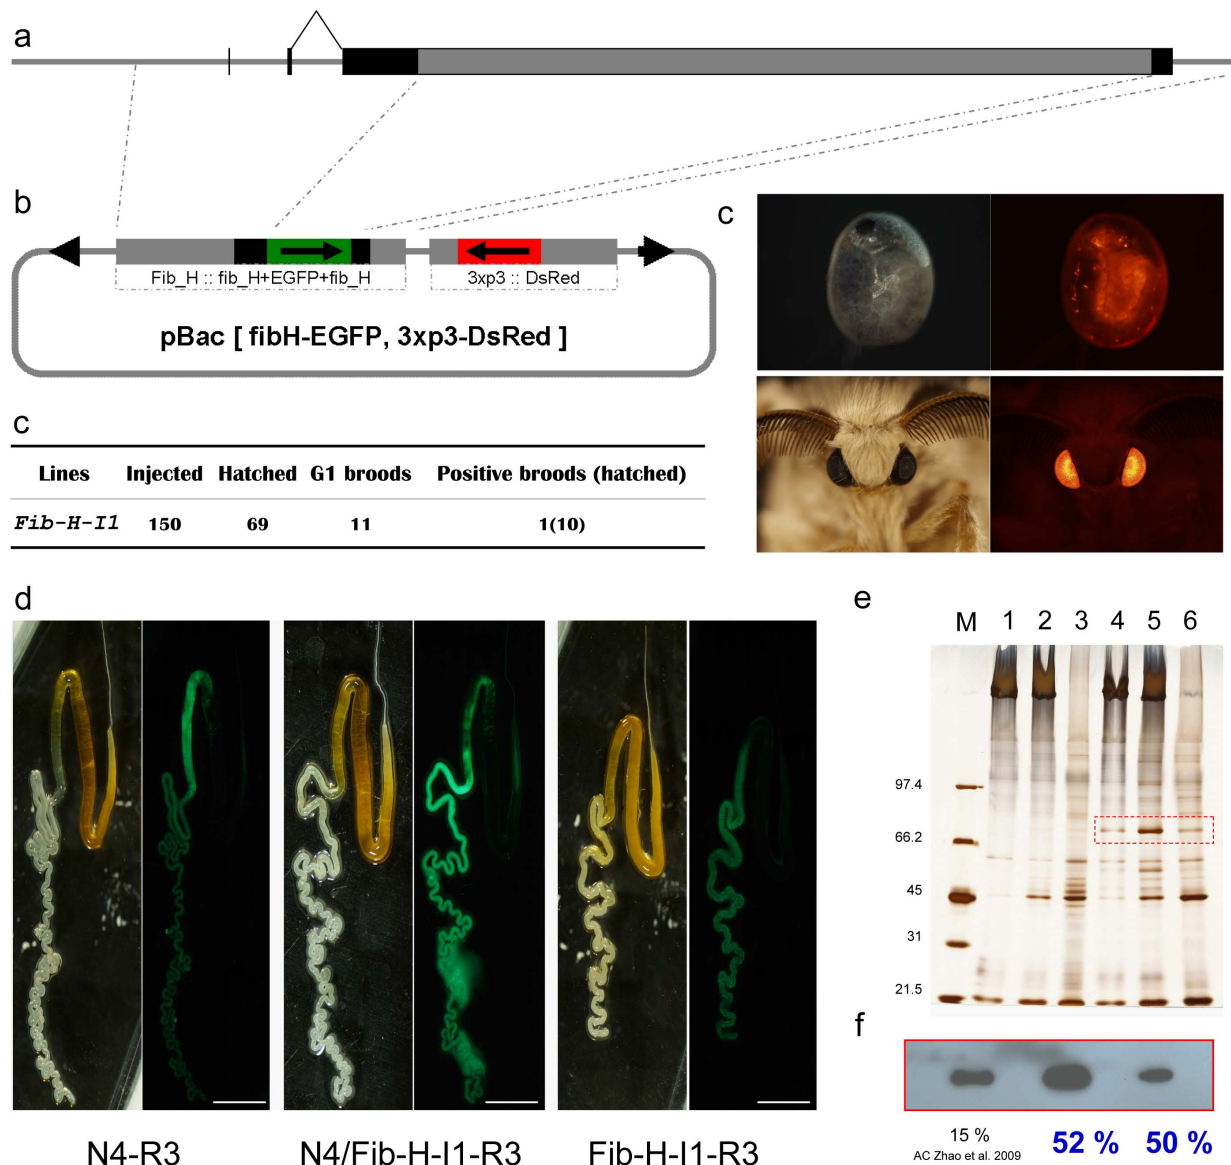 a
b
Fib_H :: fib_H+EGFP+fib_H
3xp3 :: DsRed
pBac [ fibH-EGFP, 3xp3-DsRed ]
c
c
Lines Injected Hatched G1 broods Positive broods (hatched)
Fib-H-I1 150 69 11 1(10)
d
N4-R3 N4/Fib-H-I1-R3 Fib-H-I1-R3
e
M 1 2 3 4 5 6
97.4
66.2
45
31
21.5
f
15 % 52 % 50 %
AC Zhao et al. 2009